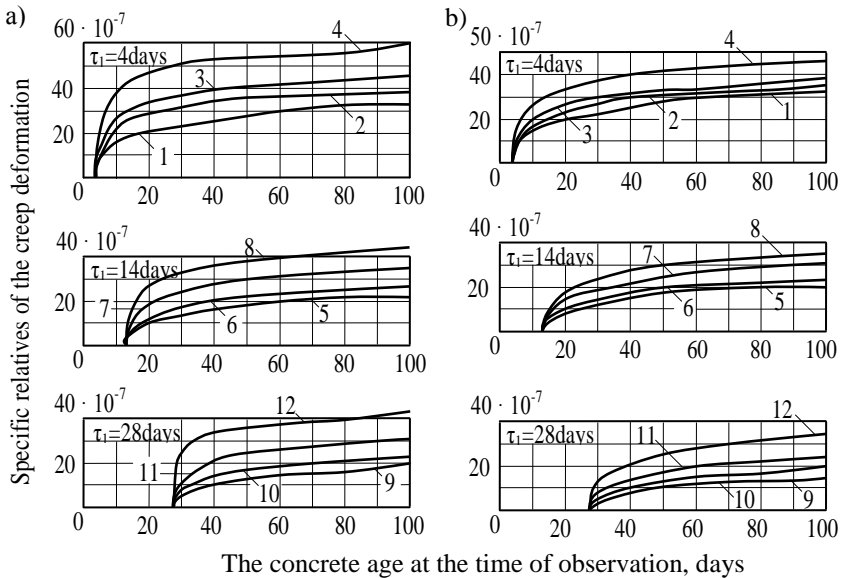 a)
b)
Specific relatives of the creep deformation
60 · 10-7
τ1=4days
4
3
40
2
20
1
0 20 40 60 80 100
50 · 10-7
τ1=4days
4
40
20
3
2
1
0 20 40 60 80 100
40 · 10-7
τ1=14days
8
20
7
6
5
0 20 40 60 80 100
40 · 10-7
τ1=14days
8
7
20
6
5
0 20 40 60 80 100
40 · 10-7
τ1=28days
12
20
11
10
9
0 20 40 60 80 100
40 · 10-7
τ1=28days
12
11
20
10
9
0 20 40 60 80 100
The concrete age at the time of observation, days